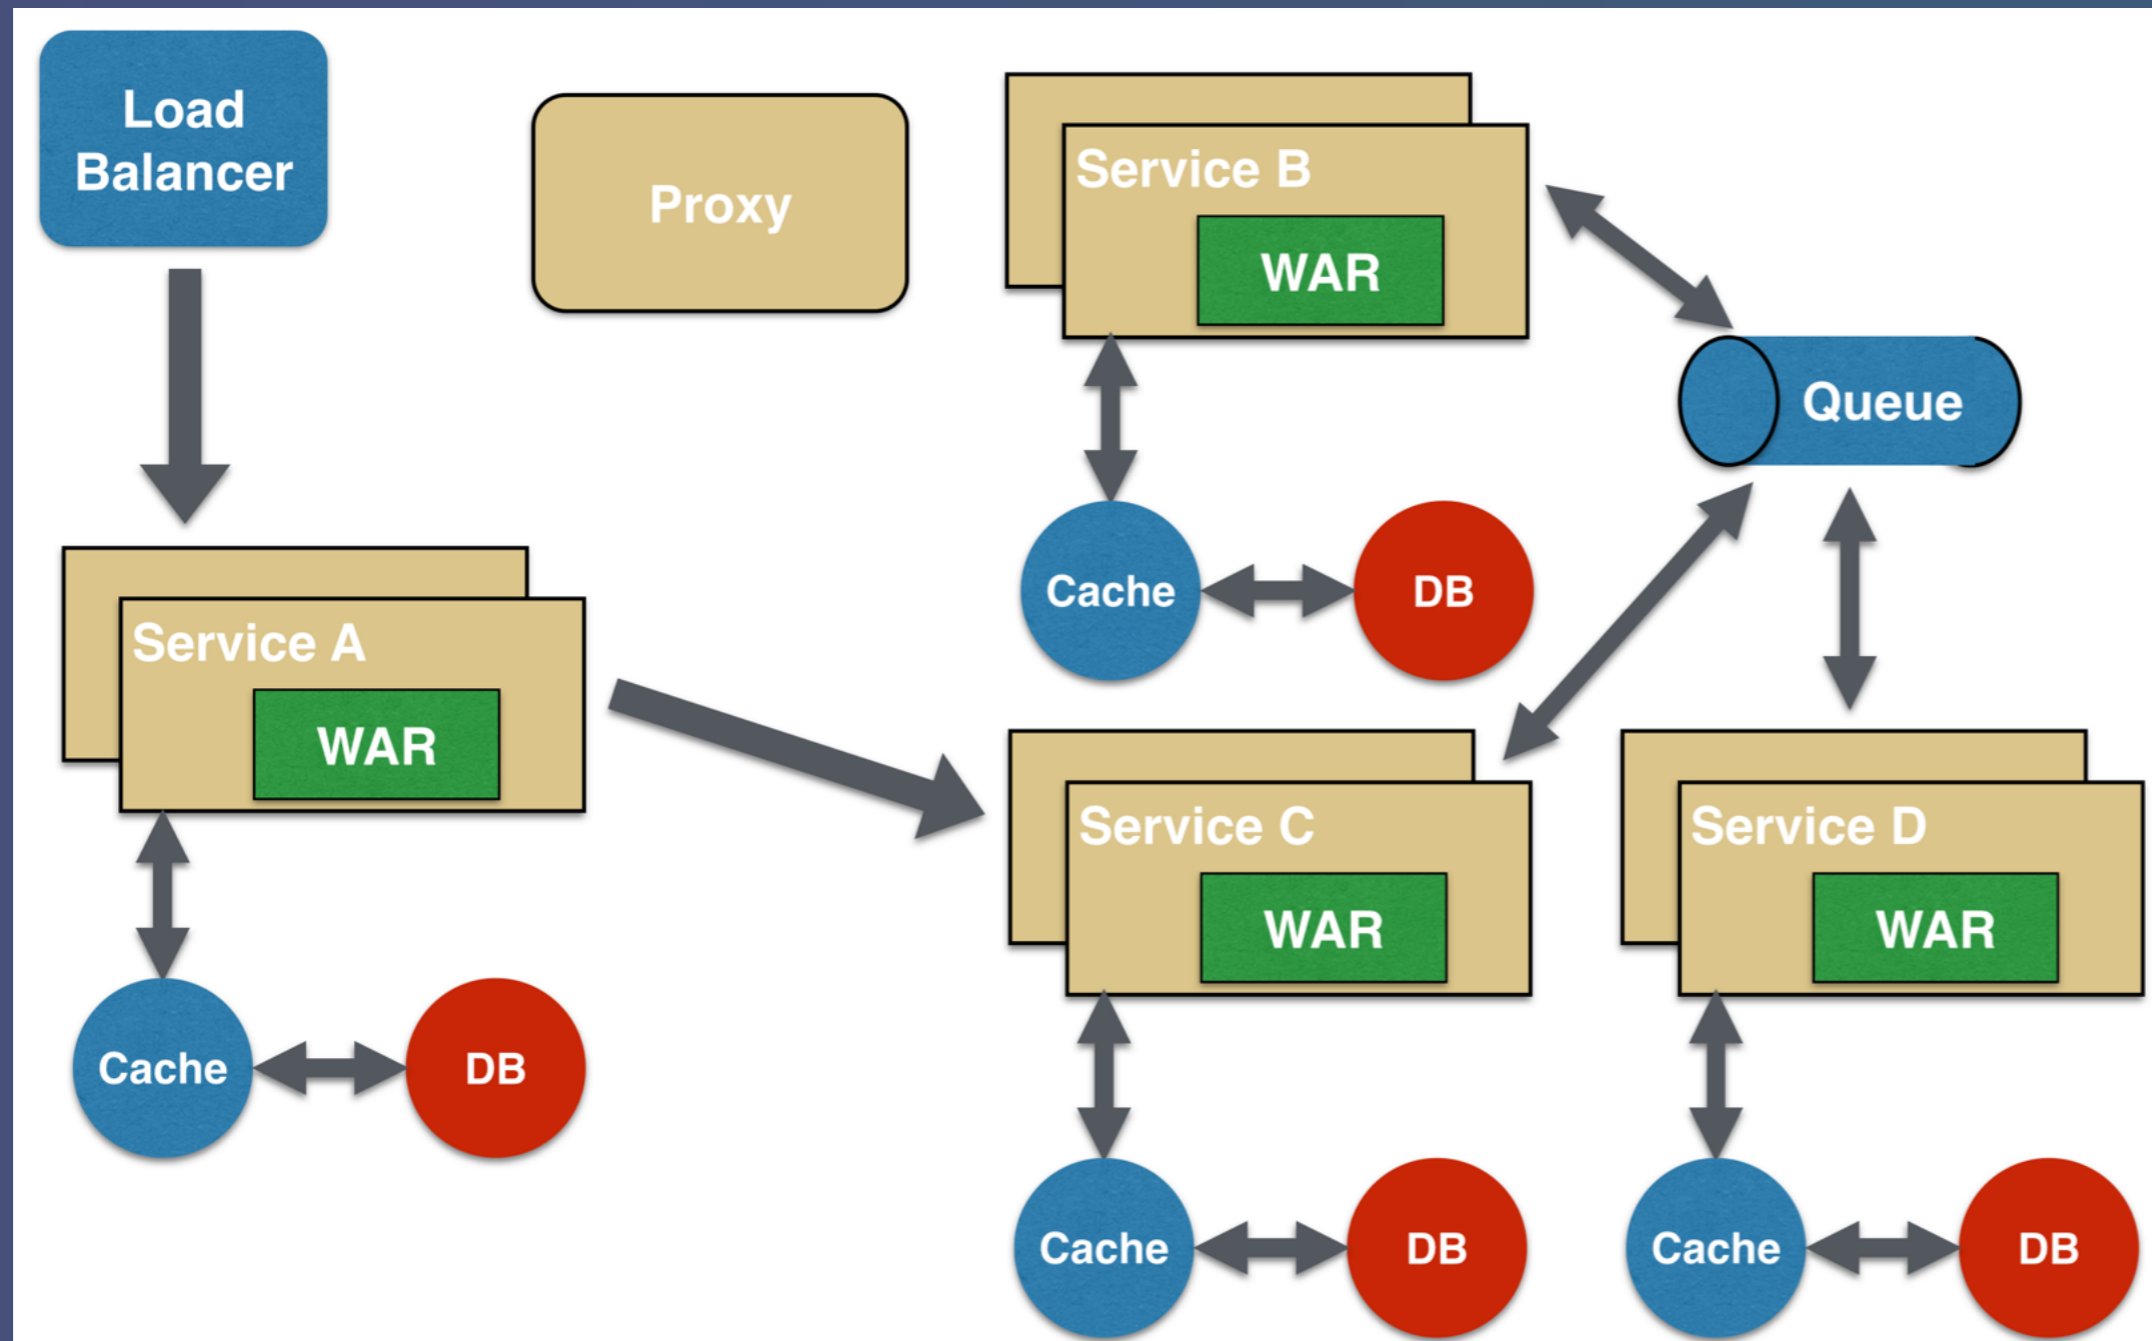 Load
Balancer
Proxy
Service B
WAR
Queue
Cache
DB
Service A
WAR
Cache
DB
Service C
WAR
Cache
DB
Service D
WAR
Cache
DB